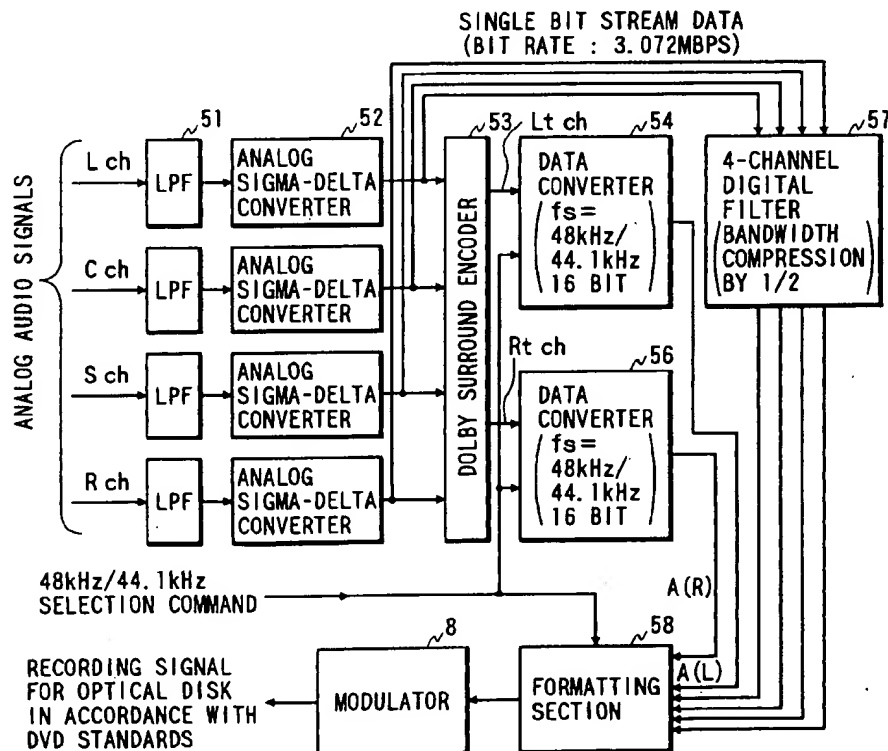 SINGLE BIT STREAM DATA
(BIT RATE : 3.072MBPS)
51
52
53
Lt ch
54
57
ANALOG AUDIO SIGNALS
L ch
LPF
ANALOG
SIGMA-DELTA
CONVERTER
C ch
LPF
ANALOG
SIGMA-DELTA
CONVERTER
S ch
LPF
ANALOG
SIGMA-DELTA
CONVERTER
R ch
LPF
ANALOG
SIGMA-DELTA
CONVERTER
DOLBY SURROUND ENCODER
DATA
CONVERTER
(fs=
48kHz/
44.1kHz
16 BIT)
4-CHANNEL
DIGITAL
FILTER
(BANDWIDTH
COMPRESSION
BY 1/2)
Rt ch
56
DATA
CONVERTER
(fs=
48kHz/
44.1kHz
16 BIT)
48kHz/44.1kHz
SELECTION COMMAND
A(R)
A(L)
8
58
RECORDING SIGNAL
FOR OPTICAL DISK
IN ACCORDANCE WITH
DVD STANDARDS
MODULATOR
FORMATTING
SECTION